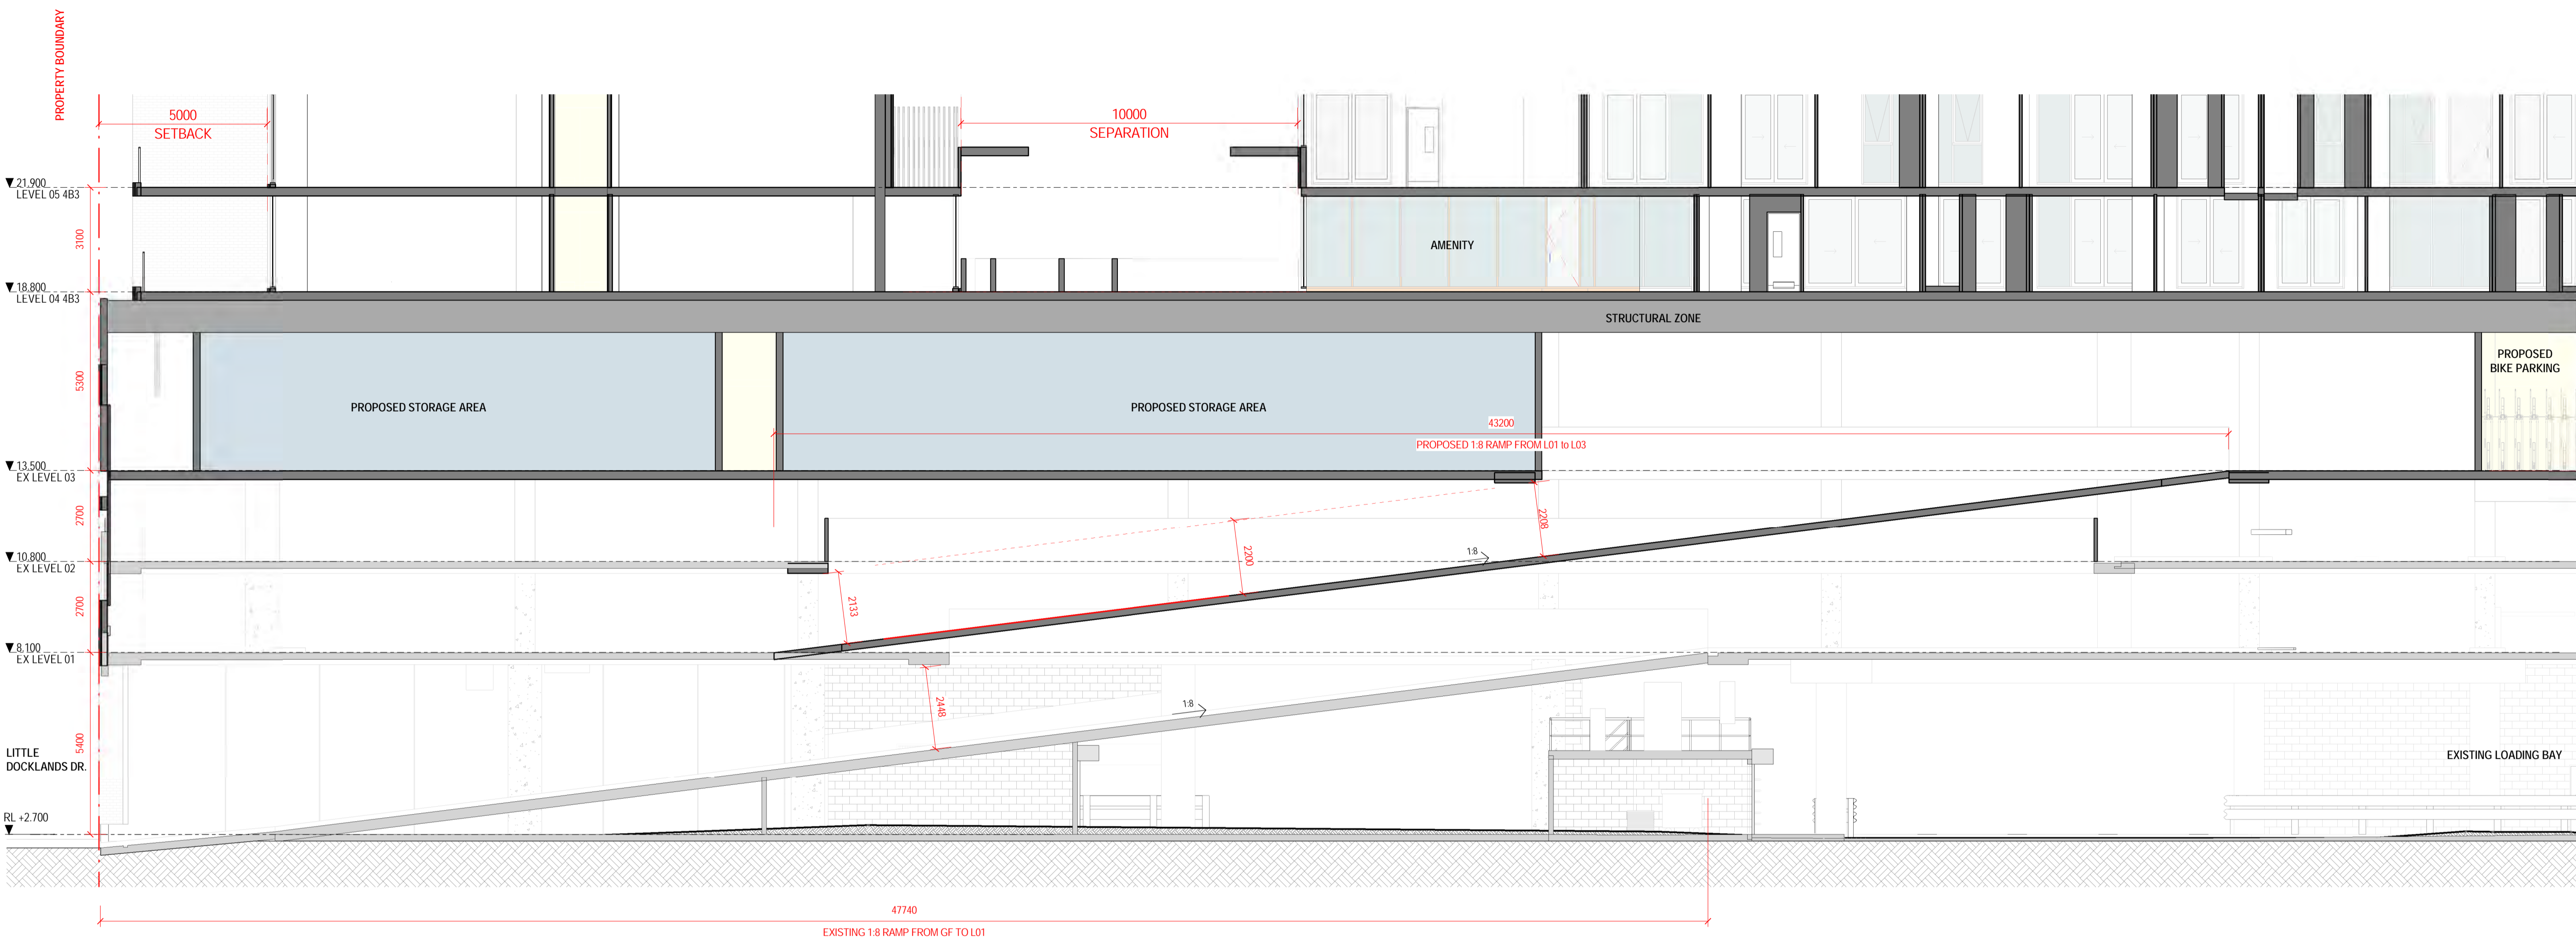 PROPERTY BOUNDARY
5000
SETBACK
10000
SEPARATION
21.900
LEVEL 05 4B3
3100
AMENITY
18.800
LEVEL 04 4B3
STRUCTURAL ZONE
5300
PROPOSED STORAGE AREA
PROPOSED STORAGE AREA
PROPOSED
BIKE PARKING
43200
PROPOSED 1:8 RAMP FROM L01 to L03
13.500
EX LEVEL 03
2700
2208
2200
1:8
10.800
EX LEVEL 02
2700
2133
8.100
EX LEVEL 01
2448
1:8
5400
LITTLE
DOCKLANDS DR.
EXISTING LOADING BAY
RL +2.700
47740
EXISTING 1:8 RAMP FROM GF TO L01